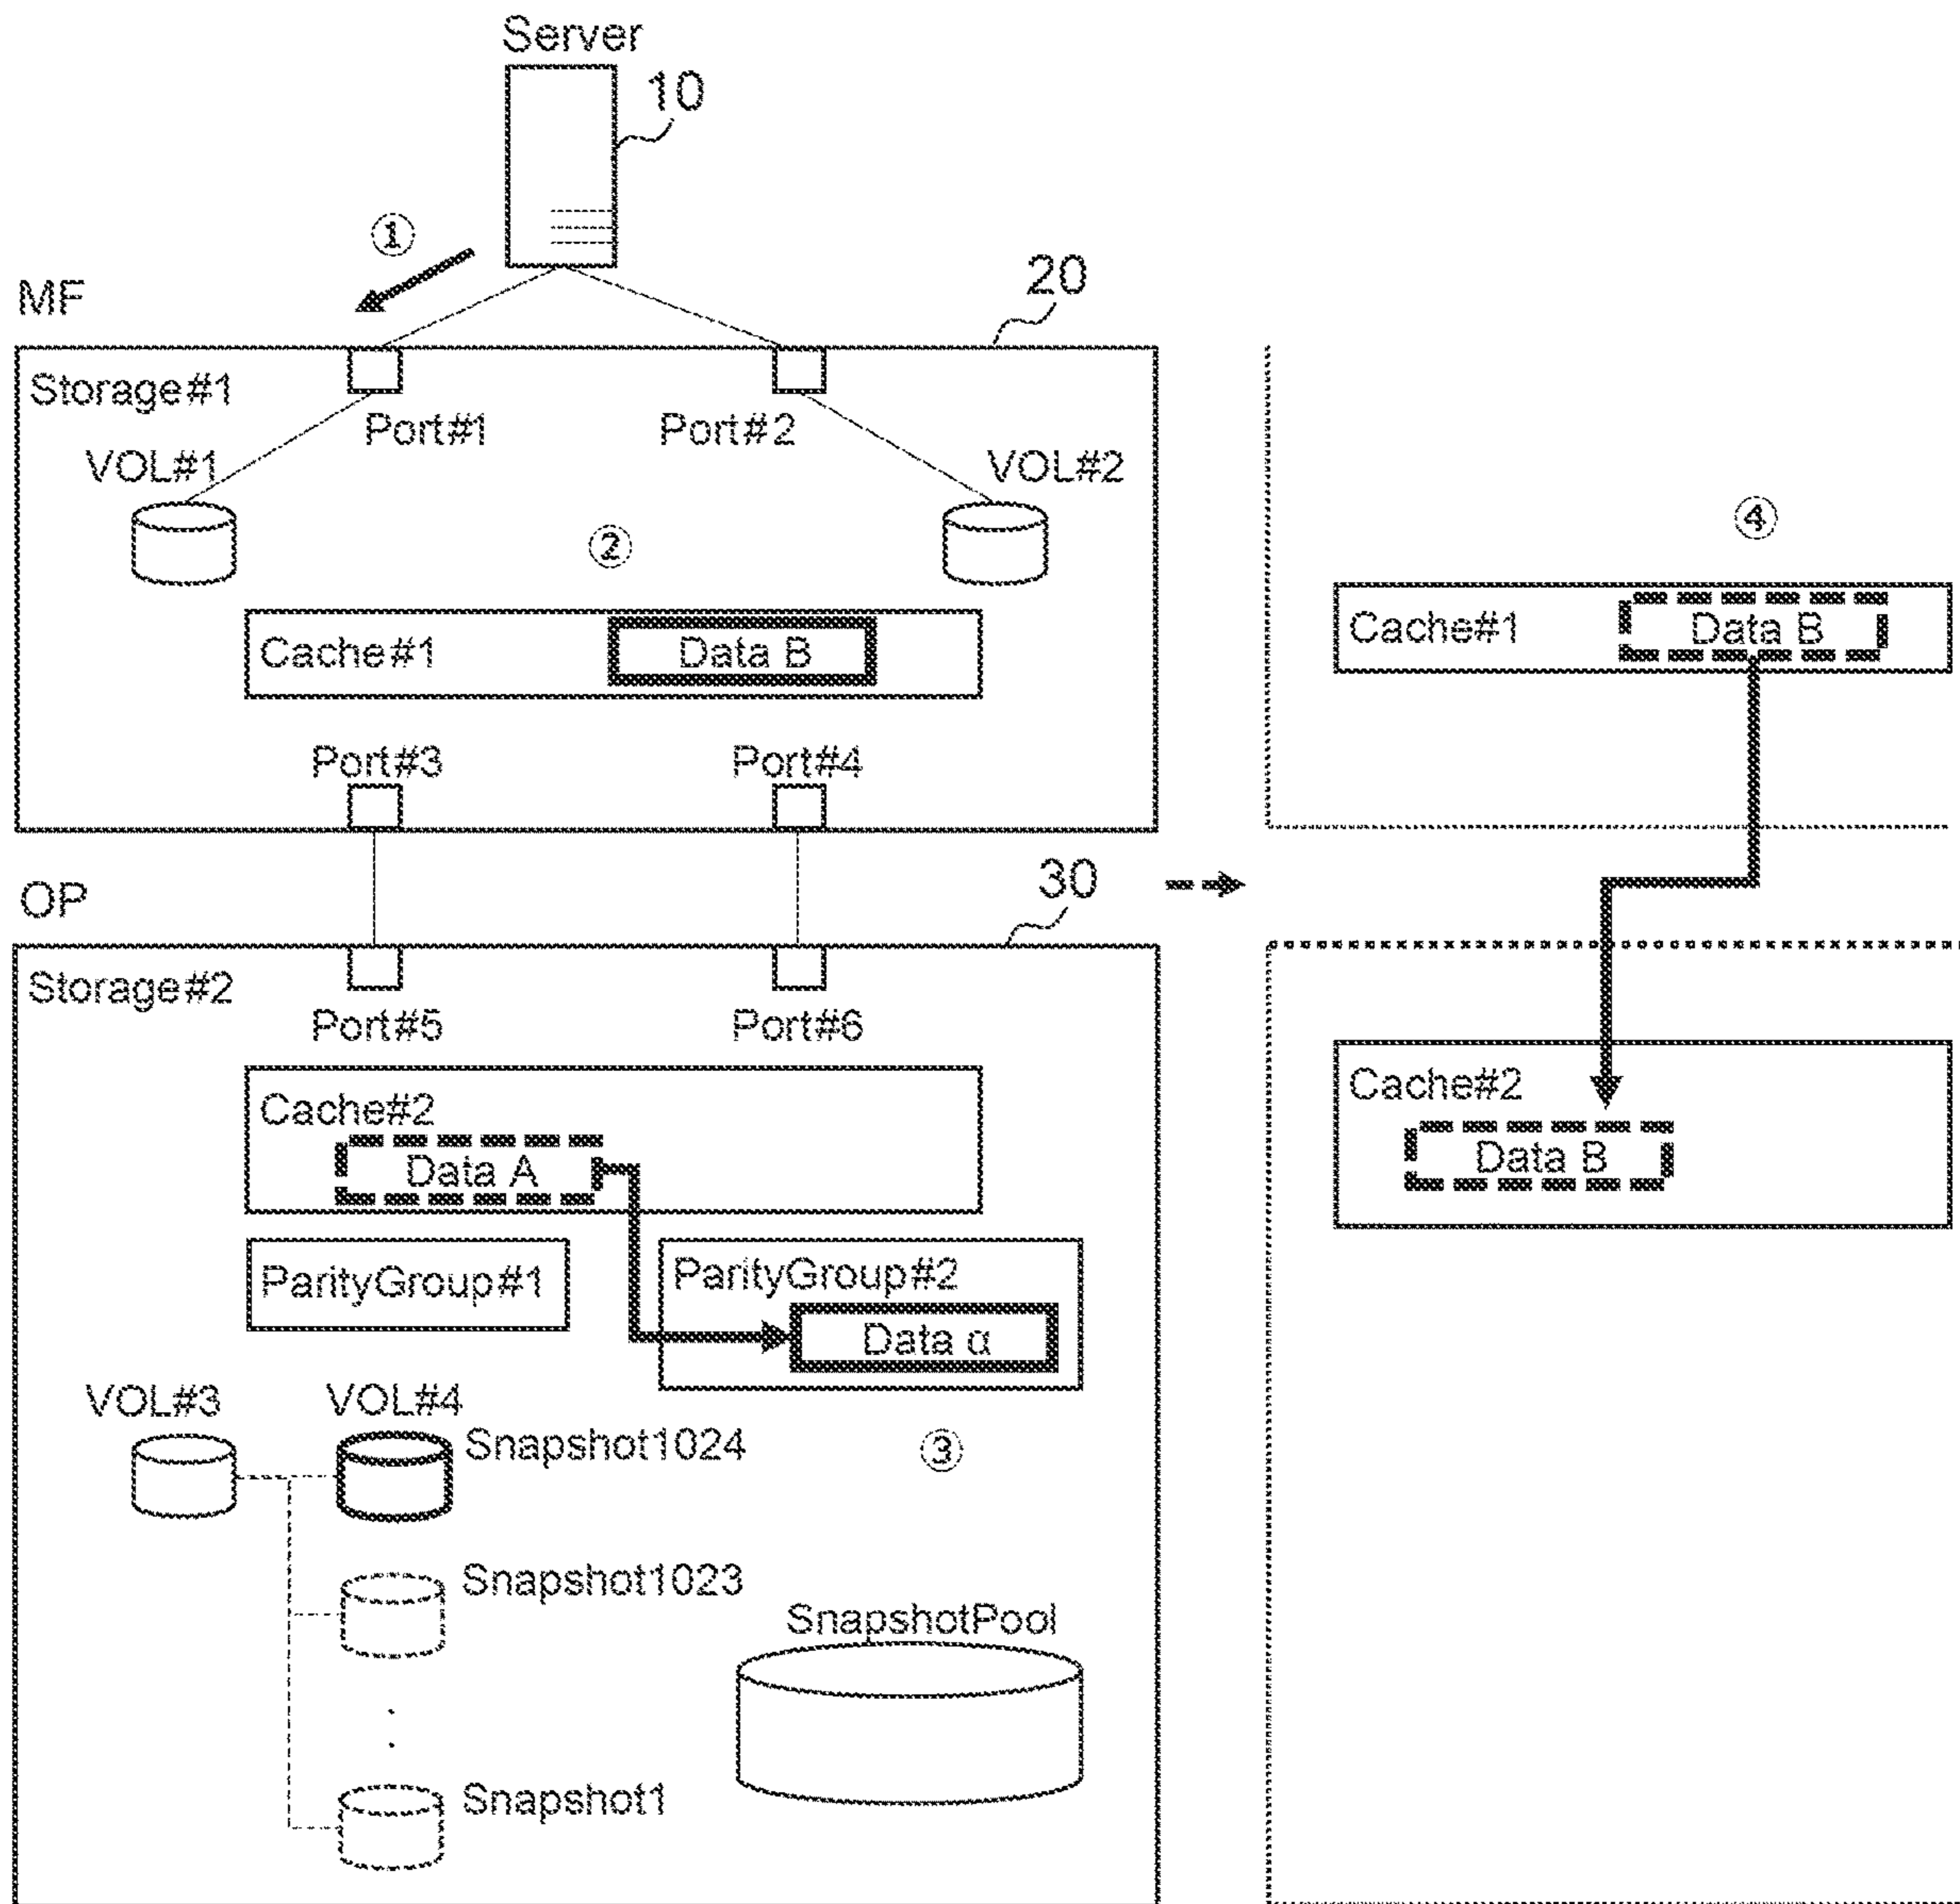 Server
10
①
MF
20
Storage#1
Port#1
Port#2
VOL#1
VOL#2
②
④
Cache#1
Data B
Cache#1
Data B
Port#3
Port#4
OP
30
Storage#2
Port#5
Port#6
Cache#2
Data A
Cache#2
Data B
ParityGroup#1
ParityGroup#2
Data α
VOL#3
VOL#4
Snapshot1024
③
Snapshot1023
SnapshotPool
Snapshot1